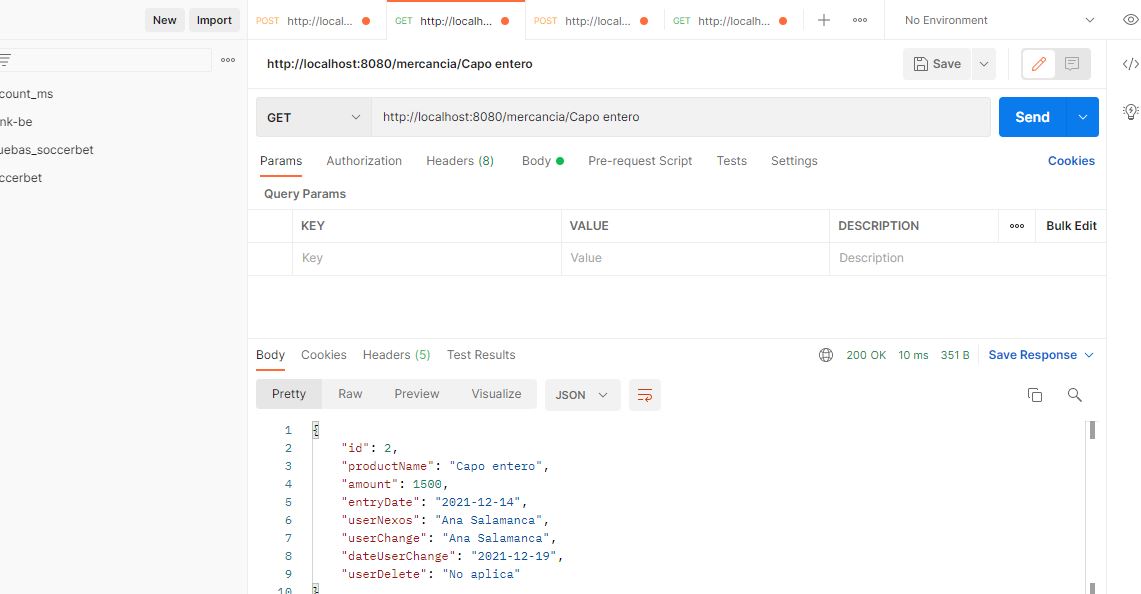 New Import POST http://local... GET http://localh... POST http://local... GET http://localh... No Environment
http://localhost:8080/mercancia/Capo entero Save
count_ms
nk-be
GET http://localhost:8080/mercancia/Capo entero Send
uebas_soccerbet
Params Authorization Headers (8) Body Pre-request Script Tests Settings Cookies
ccerbet
Query Params
KEY VALUE DESCRIPTION Bulk Edit
Key Value Description
Body Cookies Headers (5) Test Results 200 OK 10 ms 351 B Save Response
Pretty Raw Preview Visualize JSON
1 {
2 "id": 2,
3 "productName": "Capo entero",
4 "amount": 1500,
5 "entryDate": "2021-12-14",
6 "userNexos": "Ana Salamanca",
7 "userChange": "Ana Salamanca",
8 "dateUserChange": "2021-12-19",
9 "userDelete": "No aplica"
10 }